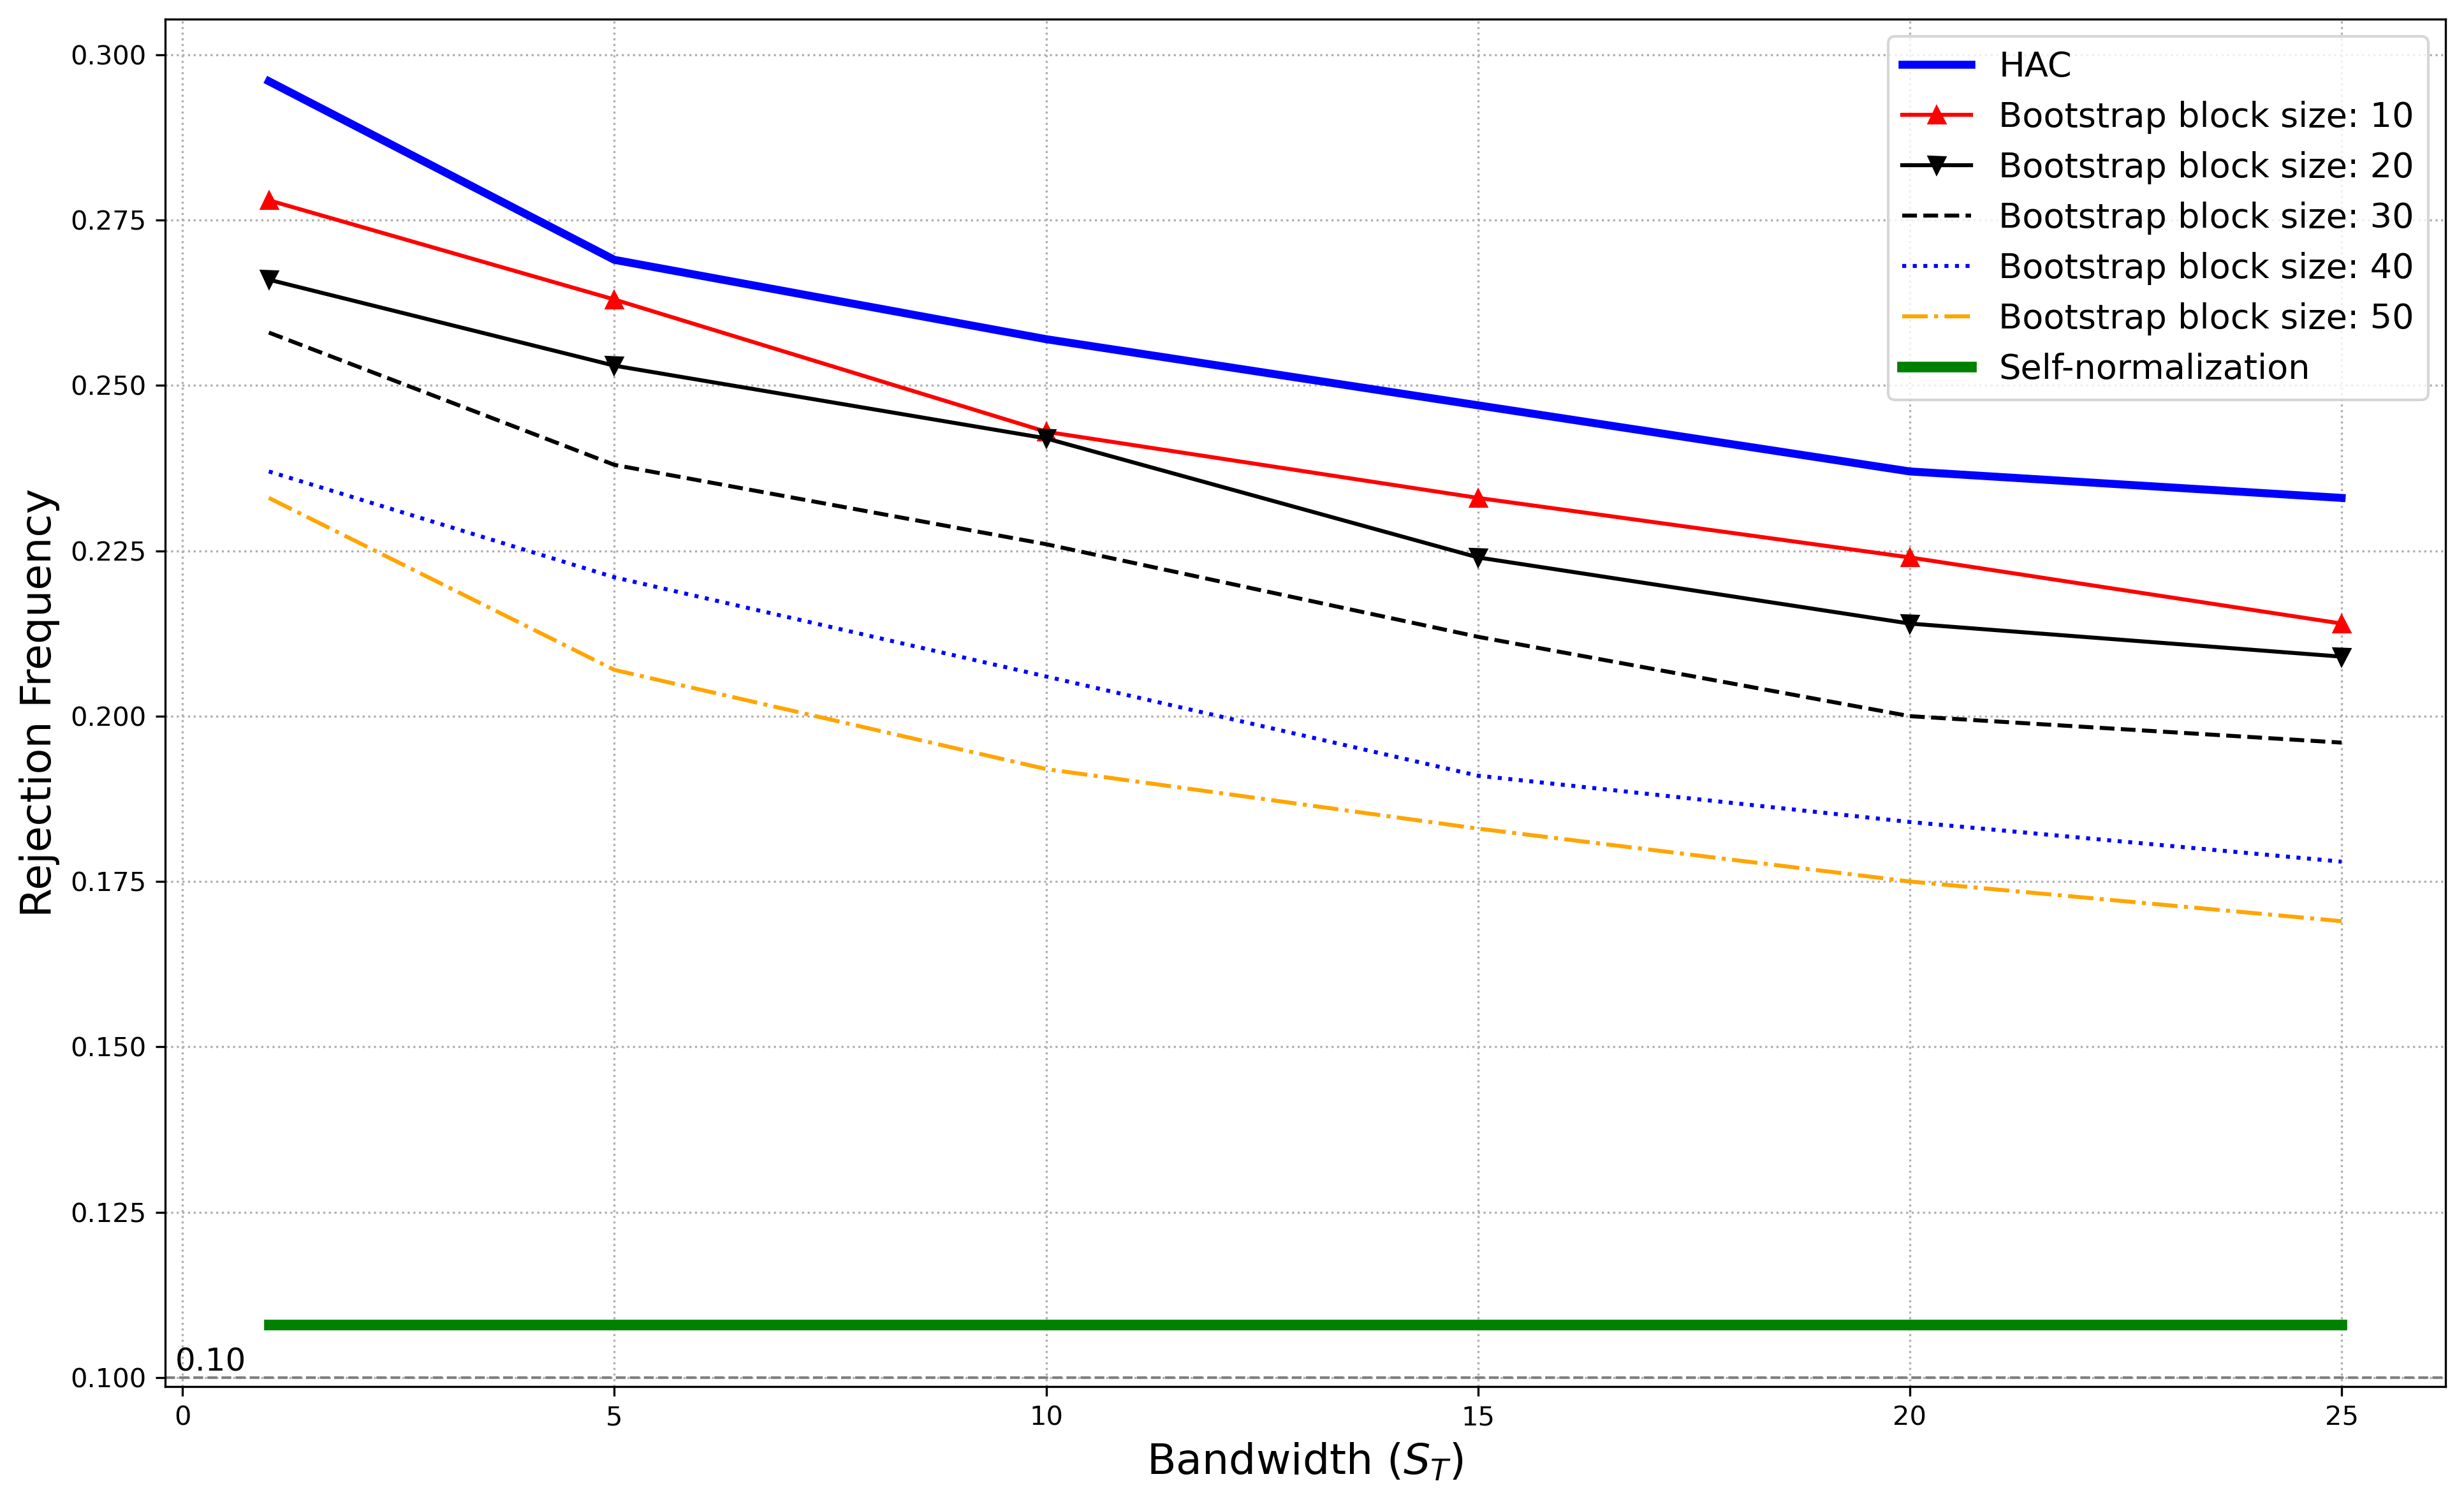 0.300
0.275
0.250
0.225
0.200
0.175
0.150
0.125
0.100
Rejection Frequency
HAC
Bootstrap block size: 10
Bootstrap block size: 20
Bootstrap block size: 30
Bootstrap block size: 40
Bootstrap block size: 50
Self-normalization
0.10
0 5 10 15 20 25
Bandwidth (S_T)